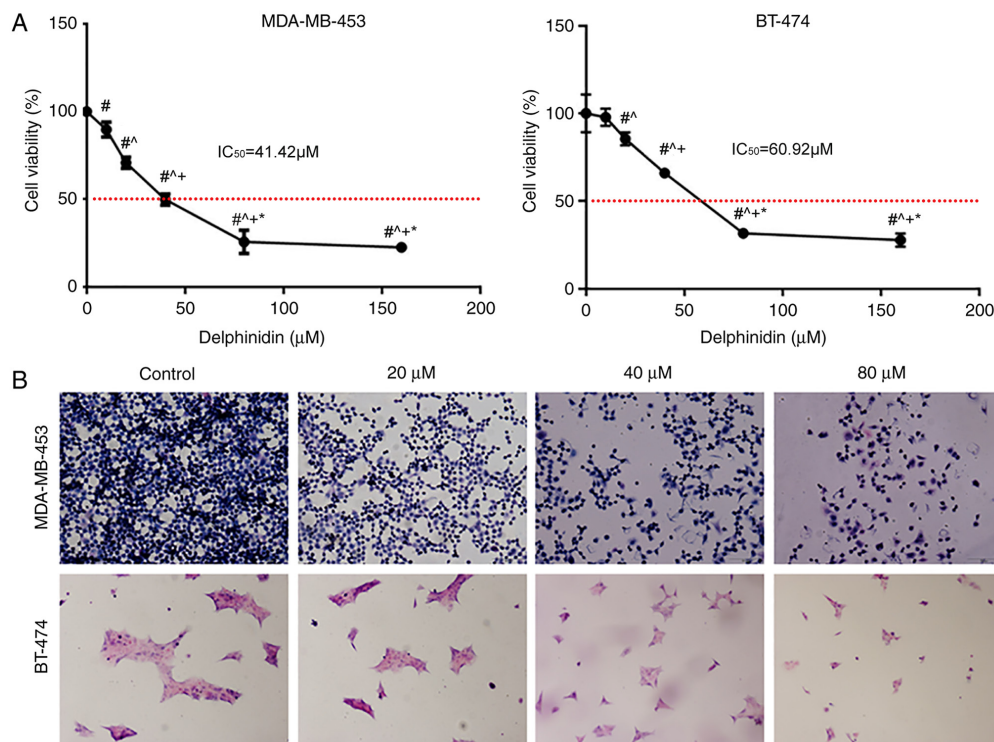 A
MDA-MB-453
150
100
50
0
Cell viability (%)
#
#^
#^+
#^+*
#^+*
IC₅₀=41.42µM
0 50 100 150 200
Delphinidin (µM)
BT-474
150
100
50
0
Cell viability (%)
#^
#^+
#^+*
#^+*
IC₅₀=60.92µM
0 50 100 150 200
Delphinidin (µM)
B
Control 20 µM 40 µM 80 µM
MDA-MB-453
BT-474